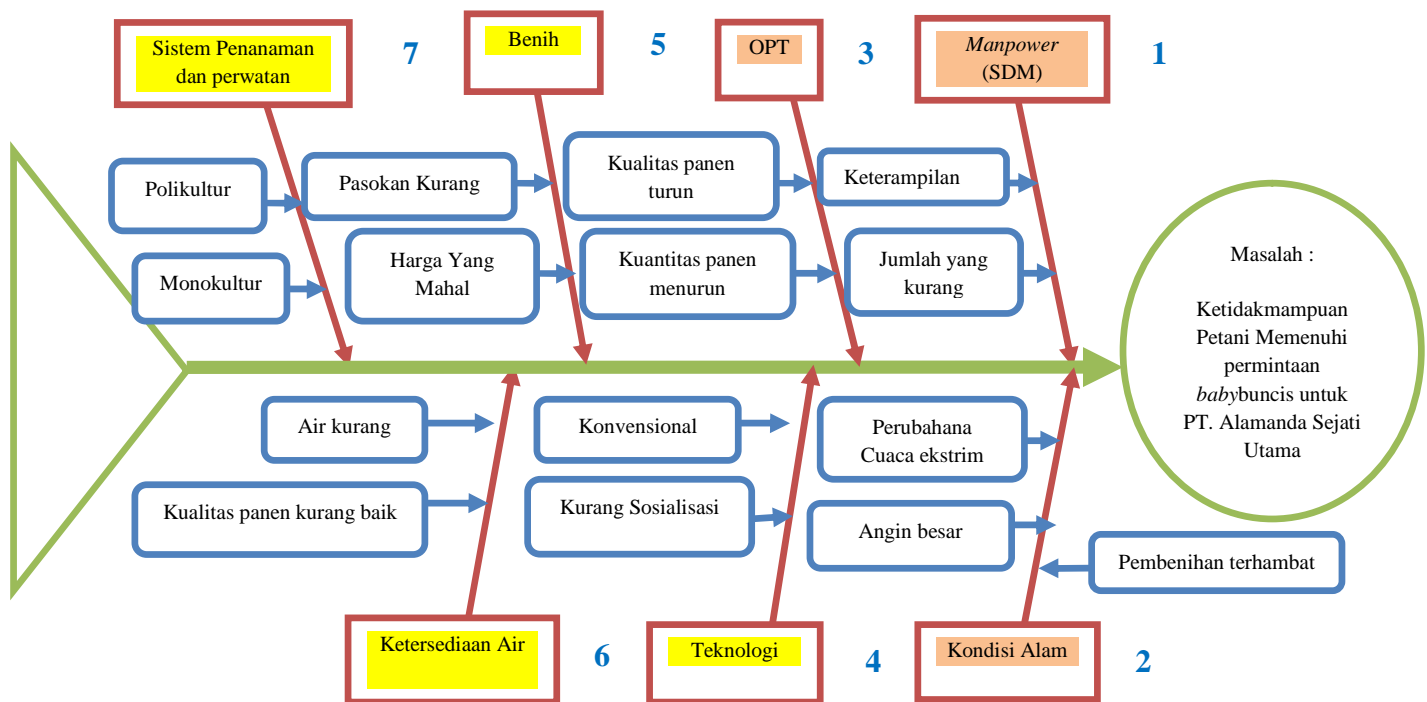 Sistem Penanaman
dan perwatan
7
Benih
5
OPT
3
Manpower
(SDM)
1
Polikultur
Pasokan Kurang
Kualitas panen
turun
Keterampilan
Monokultur
Harga Yang
Mahal
Kuantitas panen
menurun
Jumlah yang
kurang
Masalah :
Ketidakmampuan
Petani Memenuhi
permintaan
babybuncis untuk
PT. Alamanda Sejati
Utama
Air kurang
Konvensional
Perubahana
Cuaca ekstrim
Kualitas panen kurang baik
Kurang Sosialisasi
Angin besar
Pembenihan terhambat
Ketersediaan Air
6
Teknologi
4
Kondisi Alam
2